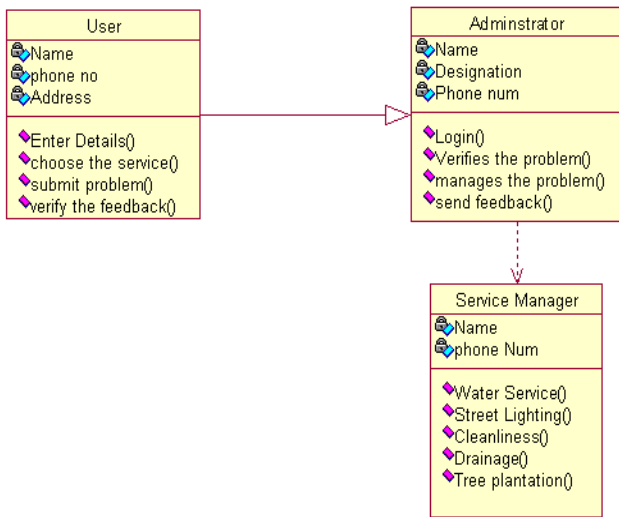 User
Name
phone no
Address
Enter Details()
choose the service()
submit problem()
verify the feedback()
Adminstrator
Name
Designation
Phone num
Login()
Verifies the problem()
manages the problem()
send feedback()
Service Manager
Name
phone Num
Water Service()
Street Lighting()
Cleanliness()
Drainage()
Tree plantation()